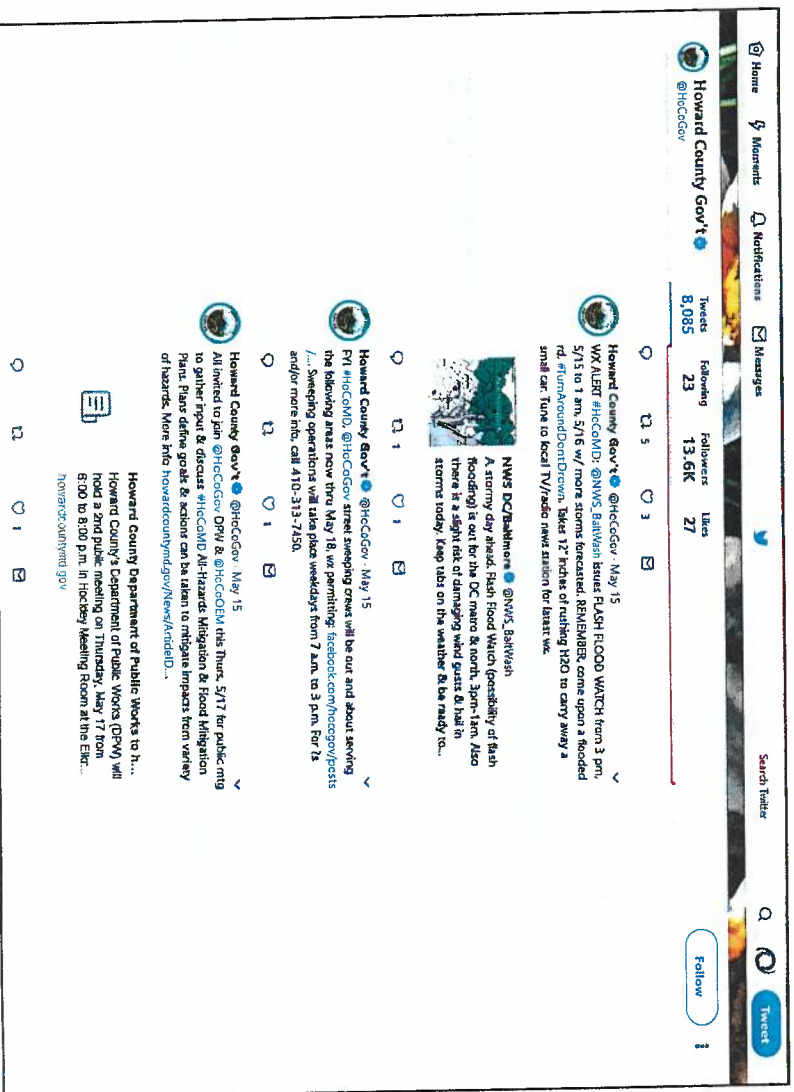 Home Moments Notifications Messages Search Twitter Tweet
Howard County Gov't
@HoCoGov
Tweets Following Followers Likes
8,085 23 13.6K 27
Follow
5 3
Howard County Gov't @HoCoGov · May 15
WX ALERT #HoCoMD: @NWS_BaltWash issues FLASH FLOOD WATCH from 3 pm,
5/15 to 1 am, 5/16 w/ more storms forecasted. REMEMBER, come upon a flooded
rd. #TurnAroundDontDrown. Takes 12" inches of rushing H2O to carry away a
small car. Tune to local TV/radio news station for latest wx.
NWS DC/Baltimore @NWS_BaltWash
A stormy day ahead. Flash Flood Watch (possibility of flash
flooding) is out for the DC metro & north, 3pm-1am. Also
there is a slight risk of damaging wind gusts & hail in
storms today. Keep tabs on the weather & be ready to...
1 1
Howard County Gov't @HoCoGov · May 15
FYI #HoCoMD, @HoCoGov street sweeping crews will be out and about serving
the following areas now thru May 18, wx permitting: facebook.com/hocogov/posts
/.... Sweeping operations will take place weekdays from 7 a.m. to 3 p.m. For ?s
and/or more info, call 410-313-7450.
1
Howard County Gov't @HoCoGov · May 15
All invited to join @HoCoGov DPW & @HoCoOEM this Thurs, 5/17 for public mtg
to gather input & discuss #HoCoMD All-Hazards Mitigation & Flood Mitigation
Plans. Plans define goals & actions can be taken to mitigate impacts from variety
of hazards. More info howardcountymd.gov/News/ArticleID...
Howard County Department of Public Works to h...
Howard County's Department of Public Works (DPW) will
hold a 2nd public meeting on Thursday, May 17 from
6:00 to 8:00 p.m. in Hockley Meeting Room at the Elkr...
howardcountymd.gov
1